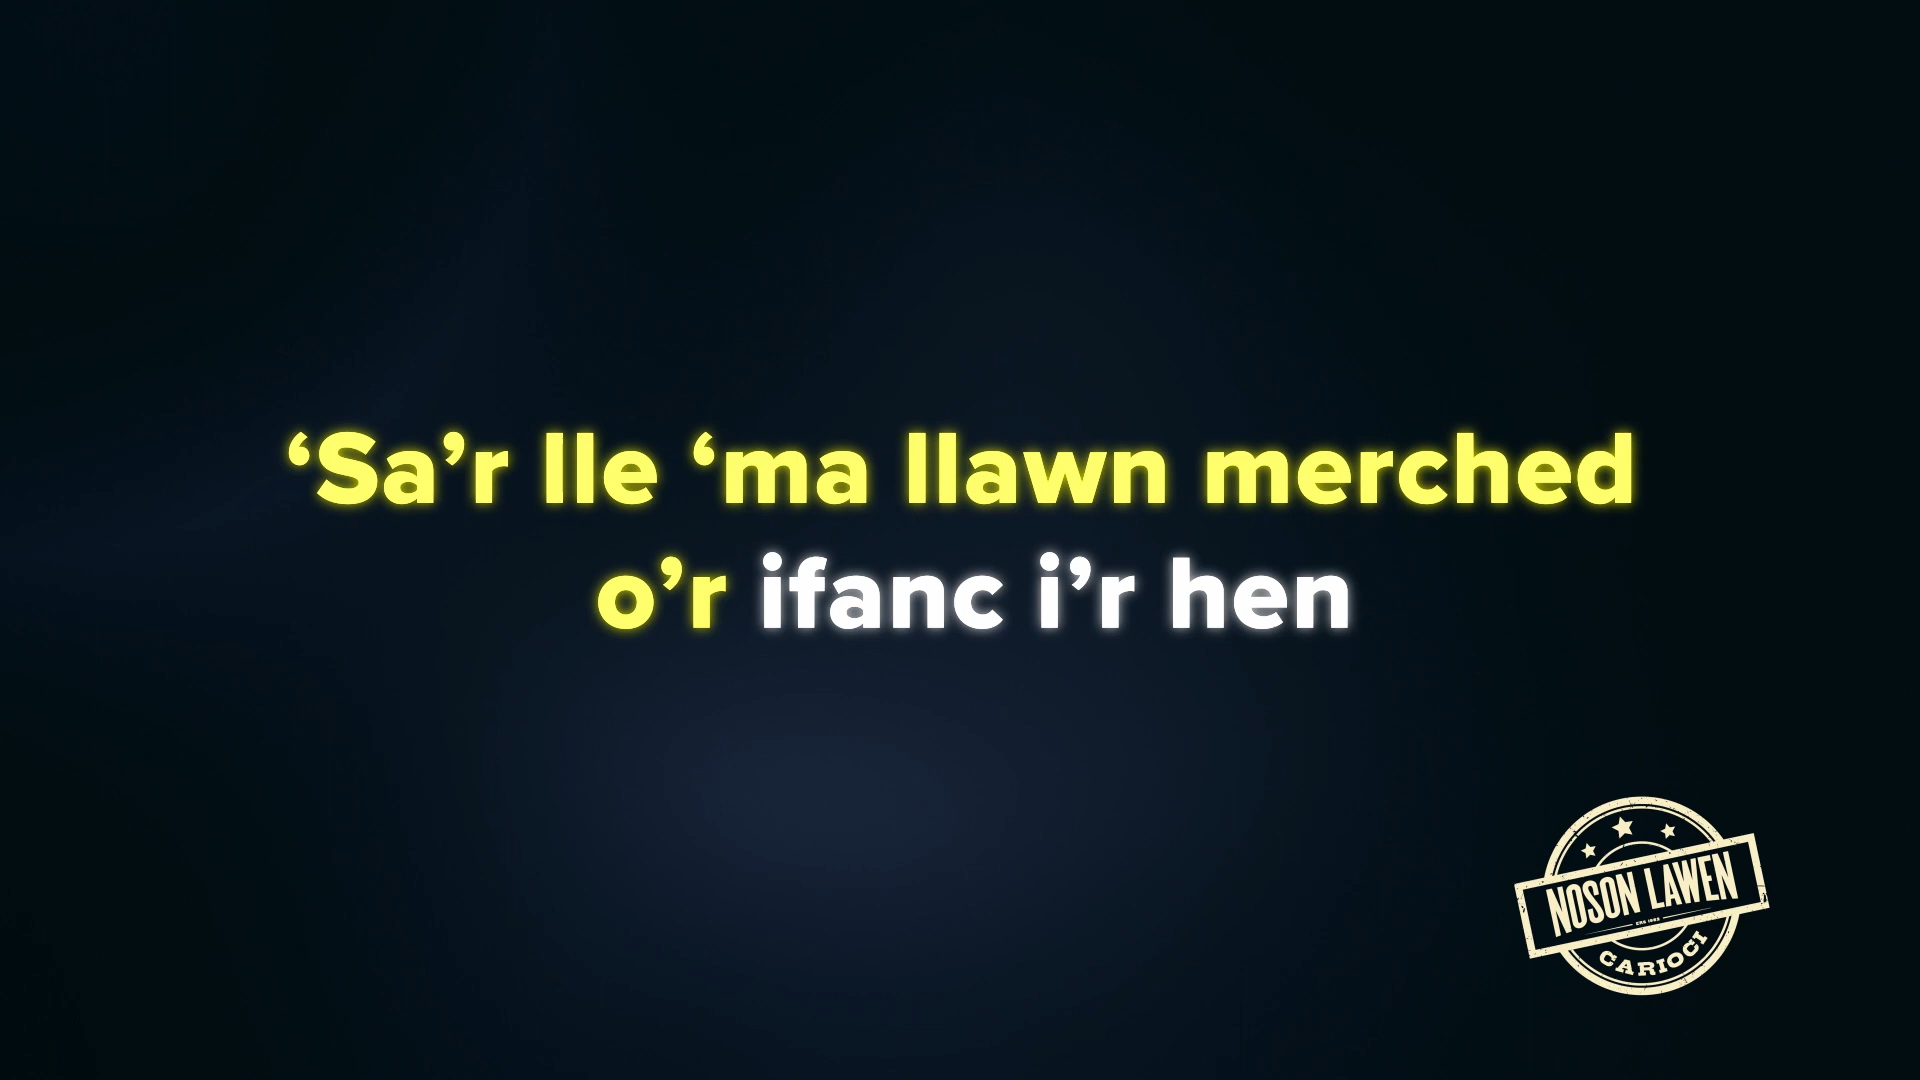 ‘Sa’r lle ‘ma llawn merched
o’r ifanc i’r hen
NOSON LAWEN
CARIOCI